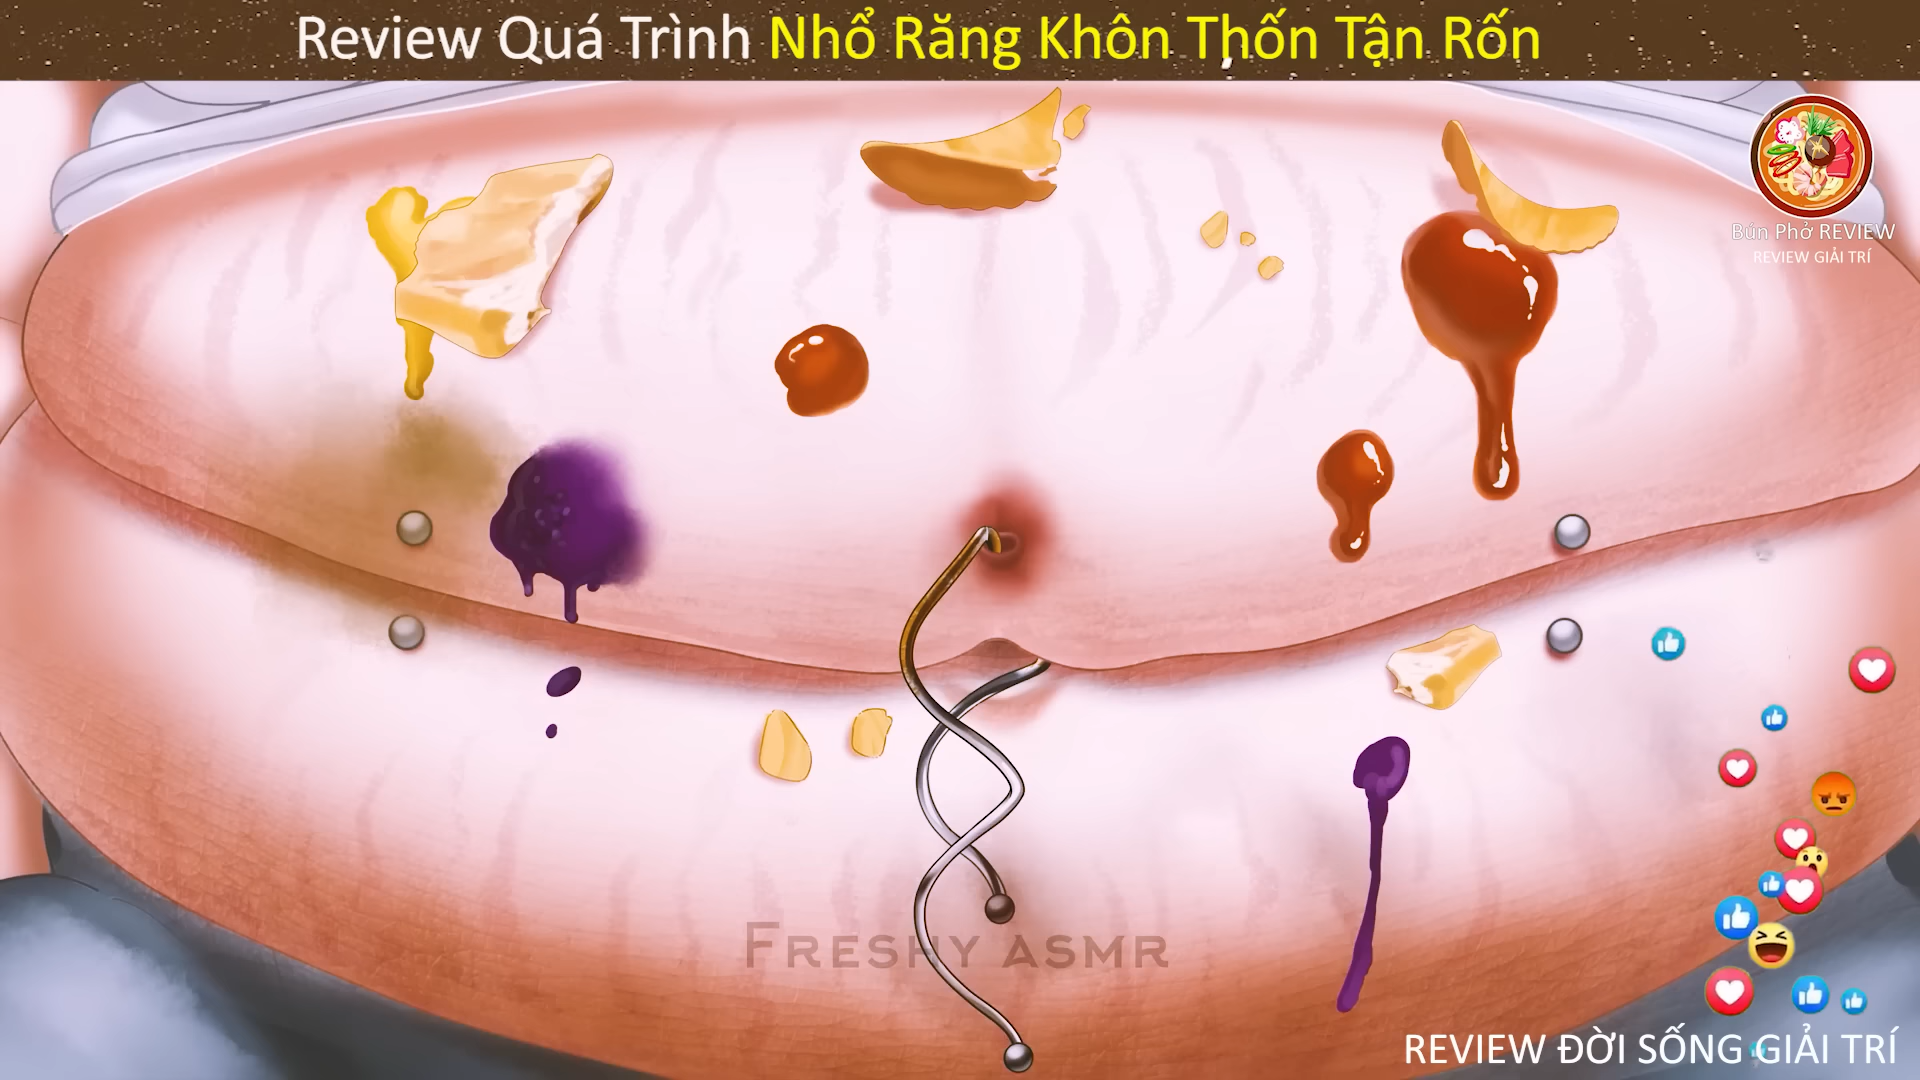 Review Quá Trình Nhổ Răng Khôn Thốn Tận Rốn
Bún Phở REVIEW
REVIEW GIẢI TRÍ
FRESHY ASMR
REVIEW ĐỜI SỐNG GIẢI TRÍ